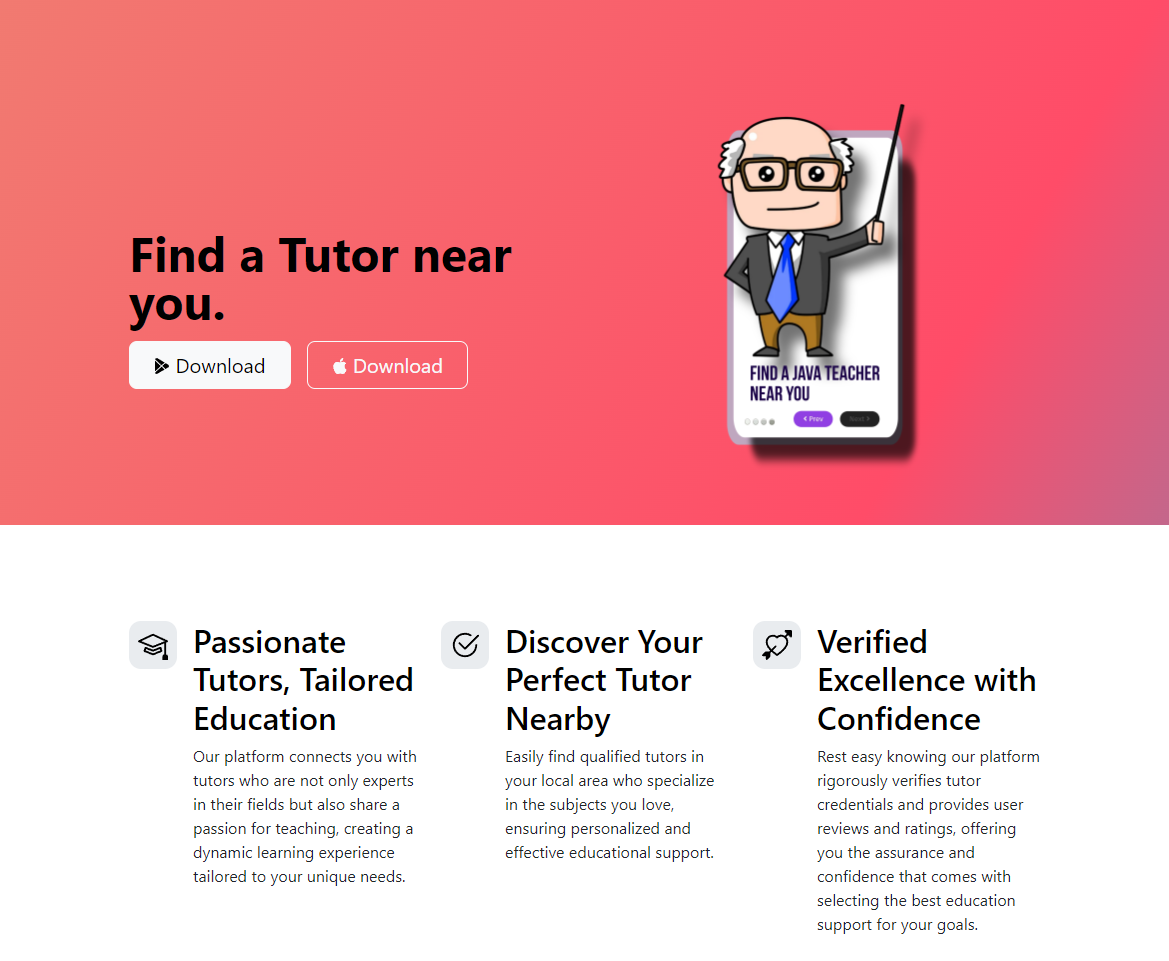 Find a Tutor near
you.
Download
Download
FIND A JAVA TEACHER
NEAR YOU
Prev
Next
Passionate
Tutors, Tailored
Education
Our platform connects you with
tutors who are not only experts
in their fields but also share a
passion for teaching, creating a
dynamic learning experience
tailored to your unique needs.
Discover Your
Perfect Tutor
Nearby
Easily find qualified tutors in
your local area who specialize
in the subjects you love,
ensuring personalized and
effective educational support.
Verified
Excellence with
Confidence
Rest easy knowing our platform
rigorously verifies tutor
credentials and provides user
reviews and ratings, offering
you the assurance and
confidence that comes with
selecting the best education
support for your goals.